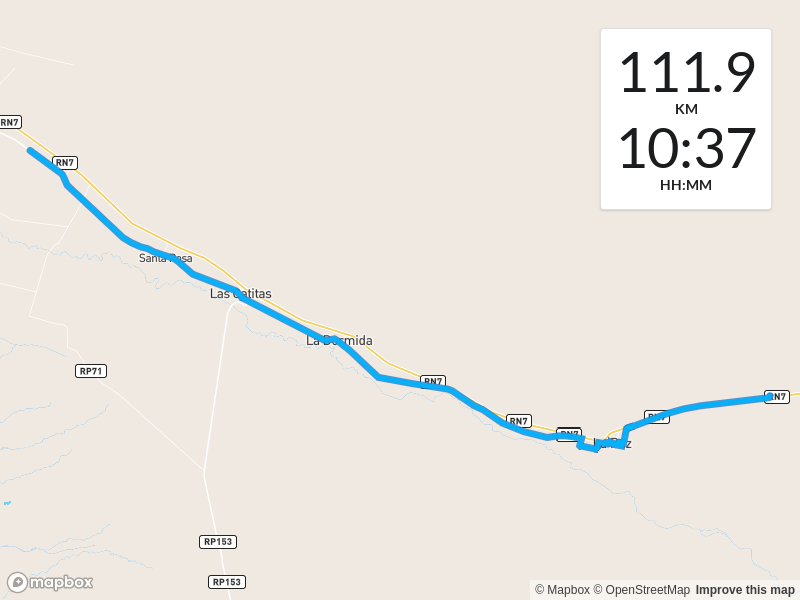 111.9
KM
10:37
HH:MM
RN7
RN7
Santa Rosa
Las Catitas
La Dormida
RP71
RN7
RN7
RN7
RN7
RN7
La Paz
RP153
RP153
mapbox
© Mapbox © OpenStreetMap Improve this map